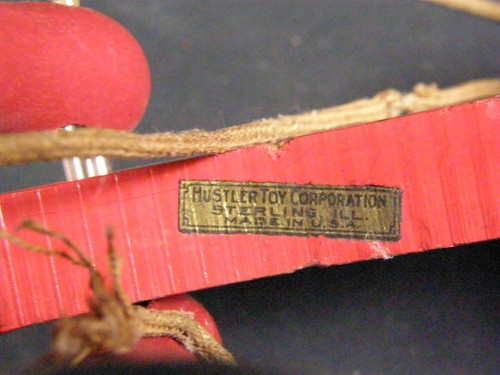 HUSTLER TOY CORPORATION
STERLING, ILL.
MADE IN U.S.A.